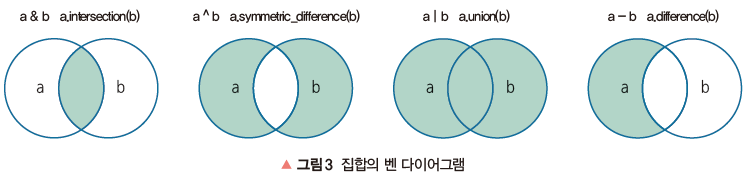 a & b a.intersection(b)
a ^ b a.symmetric_difference(b)
a | b a.union(b)
a - b a.difference(b)
a b
a b
a b
a b
▲ 그림 3 집합의 벤 다이어그램